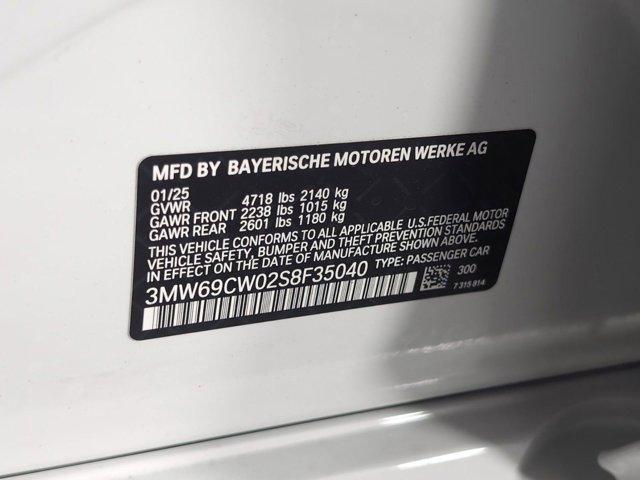 MFD BY BAYERISCHE MOTOREN WERKE AG
01/25
GVWR 4718 lbs 2140 kg
GAWR FRONT 2238 lbs 1015 kg
GAWR REAR 2601 lbs 1180 kg
THIS VEHICLE CONFORMS TO ALL APPLICABLE U.S.FEDERAL MOTOR
VEHICLE SAFETY, BUMPER AND THEFT PREVENTION STANDARDS
IN EFFECT ON THE DATE OF MANUFACTURE SHOWN ABOVE.
3MW69CW02S8F35040 TYPE: PASSENGER CAR
300
7 315 814